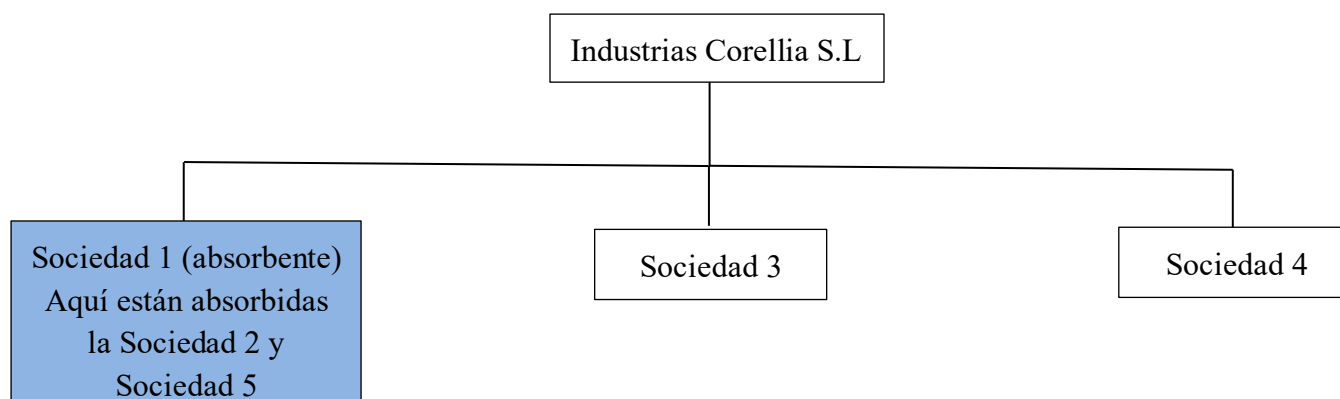 Industrias Corellia S.L
Sociedad 1 (absorbente)
Aquí están absorbidas
la Sociedad 2 y
Sociedad 5
Sociedad 3
Sociedad 4